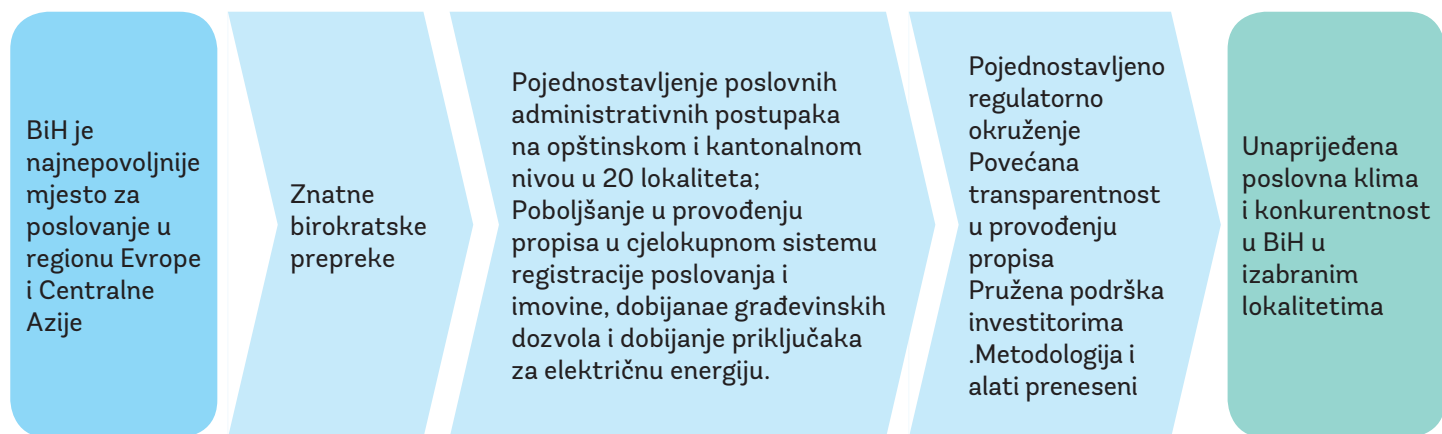 BiH je
najnepovoljnije
mjesto za
poslovanje u
regionu Evrope
i Centralne
Azije
Znatne
birokratske
prepreke
Pojednostavljenje poslovnih
administrativnih postupaka
na opštinskom i kantonalnom
nivou u 20 lokaliteta;
Poboljšanje u provođenju
propisa u cjelokupnom sistemu
registracije poslovanja i
imovine, dobijanae građevinskih
dozvola i dobijanje priključaka
za električnu energiju.
Pojednostavljeno
regulatorno
okruženje
Povećana
transparentnost
u provođenju
propisa
Pružena podrška
investitorima
.Metodologija i
alati preneseni
Unaprijeđena
poslovna klima
i konkurentnost
u BiH u
izabranim
lokalitetima